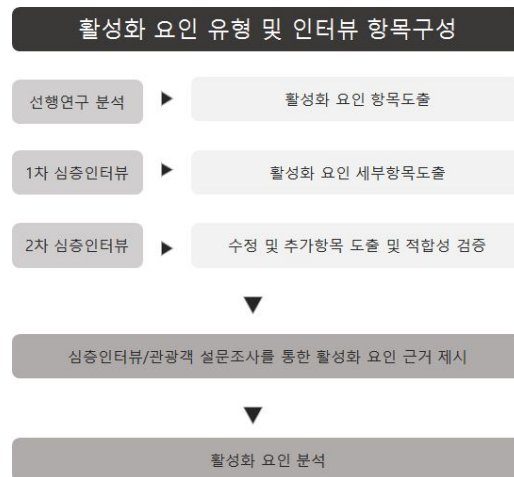 활성화 요인 유형 및 인터뷰 항목구성
선행연구 분석 ▶ 활성화 요인 항목도출
1차 심층인터뷰 ▶ 활성화 요인 세부항목도출
2차 심층인터뷰 ▶ 수정 및 추가항목 도출 및 적합성 검증
▼
심층인터뷰/관광객 설문조사를 통한 활성화 요인 근거 제시
▼
활성화 요인 분석